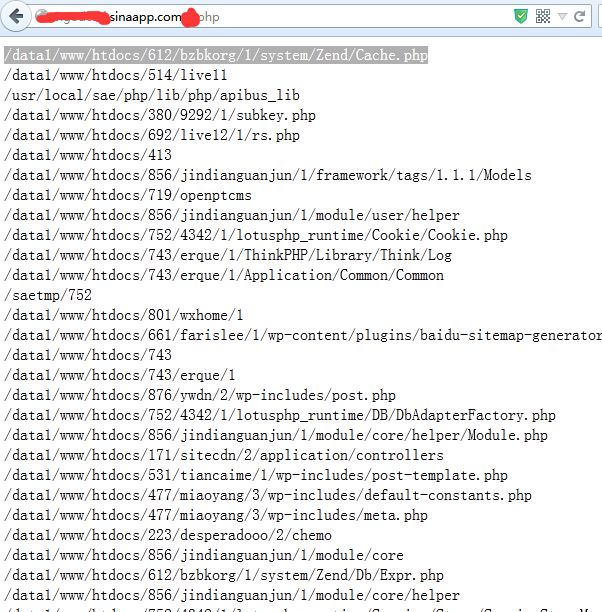 .sinaapp.com php
/data1/www/htdocs/612/bzbkorg/1/system/Zend/Cache.php
/data1/www/htdocs/514/live11
/usr/local/sae/php/lib/php/apibus_lib
/data1/www/htdocs/380/9292/1/subkey.php
/data1/www/htdocs/692/live12/1/rs.php
/data1/www/htdocs/413
/data1/www/htdocs/856/jindianguanjun/1/framework/tags/1.1.1/Models
/data1/www/htdocs/719/openptcms
/data1/www/htdocs/856/jindianguanjun/1/module/user/helper
/data1/www/htdocs/752/4342/1/lotusphp_runtime/Cookie/Cookie.php
/data1/www/htdocs/743/erque/1/ThinkPHP/Library/Think/Log
/data1/www/htdocs/743/erque/1/Application/Common/Common
/saetmp/752
/data1/www/htdocs/801/wxhome/1
/data1/www/htdocs/661/farislee/1/wp-content/plugins/baidu-sitemap-generator
/data1/www/htdocs/743
/data1/www/htdocs/743/erque/1
/data1/www/htdocs/876/ywdn/2/wp-includes/post.php
/data1/www/htdocs/752/4342/1/lotusphp_runtime/DB/DbAdapterFactory.php
/data1/www/htdocs/856/jindianguanjun/1/module/core/helper/Module.php
/data1/www/htdocs/171/sitecdn/2/application/controllers
/data1/www/htdocs/531/tiancaime/1/wp-includes/post-template.php
/data1/www/htdocs/477/miaoyang/3/wp-includes/default-constants.php
/data1/www/htdocs/477/miaoyang/3/wp-includes/meta.php
/data1/www/htdocs/223/desperadooo/2/chemo
/data1/www/htdocs/856/jindianguanjun/1/module/core
/data1/www/htdocs/612/bzbkorg/1/system/Zend/Db/Expr.php
/data1/www/htdocs/856/jindianguanjun/1/module/core/helper